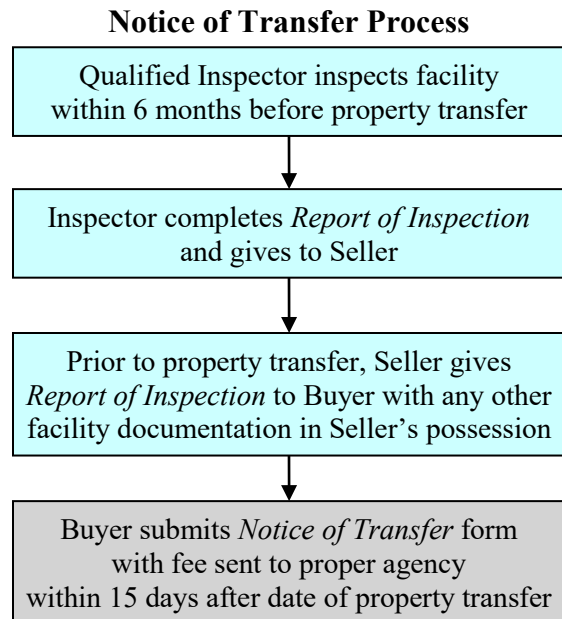 Notice of Transfer Process
Qualified Inspector inspects facility
within 6 months before property transfer
Inspector completes Report of Inspection
and gives to Seller
Prior to property transfer, Seller gives
Report of Inspection to Buyer with any other
facility documentation in Seller’s possession
Buyer submits Notice of Transfer form
with fee sent to proper agency
within 15 days after date of property transfer